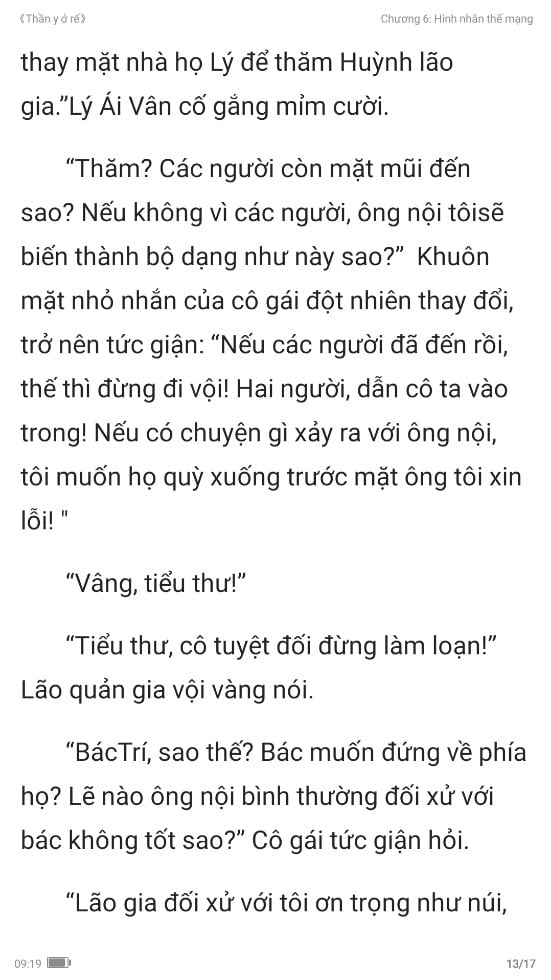 《Thần y ở rể》 Chương 6: Hình nhân thế mạng
thay mặt nhà họ Lý để thăm Huỳnh lão
gia.”Lý Ái Vân cố gắng mỉm cười.
“Thăm? Các người còn mặt mũi đến
sao? Nếu không vì các người, ông nội tôisẽ
biến thành bộ dạng như này sao?” Khuôn
mặt nhỏ nhắn của cô gái đột nhiên thay đổi,
trở nên tức giận: “Nếu các người đã đến rồi,
thế thì đừng đi vội! Hai người, dẫn cô ta vào
trong! Nếu có chuyện gì xảy ra với ông nội,
tôi muốn họ quỳ xuống trước mặt ông tôi xin
lỗi! "
“Vâng, tiểu thư!”
“Tiểu thư, cô tuyệt đối đừng làm loạn!”
Lão quản gia vội vàng nói.
“BácTrí, sao thế? Bác muốn đứng về phía
họ? Lẽ nào ông nội bình thường đối xử với
bác không tốt sao?” Cô gái tức giận hỏi.
“Lão gia đối xử với tôi ơn trọng như núi,
09:19 13/17